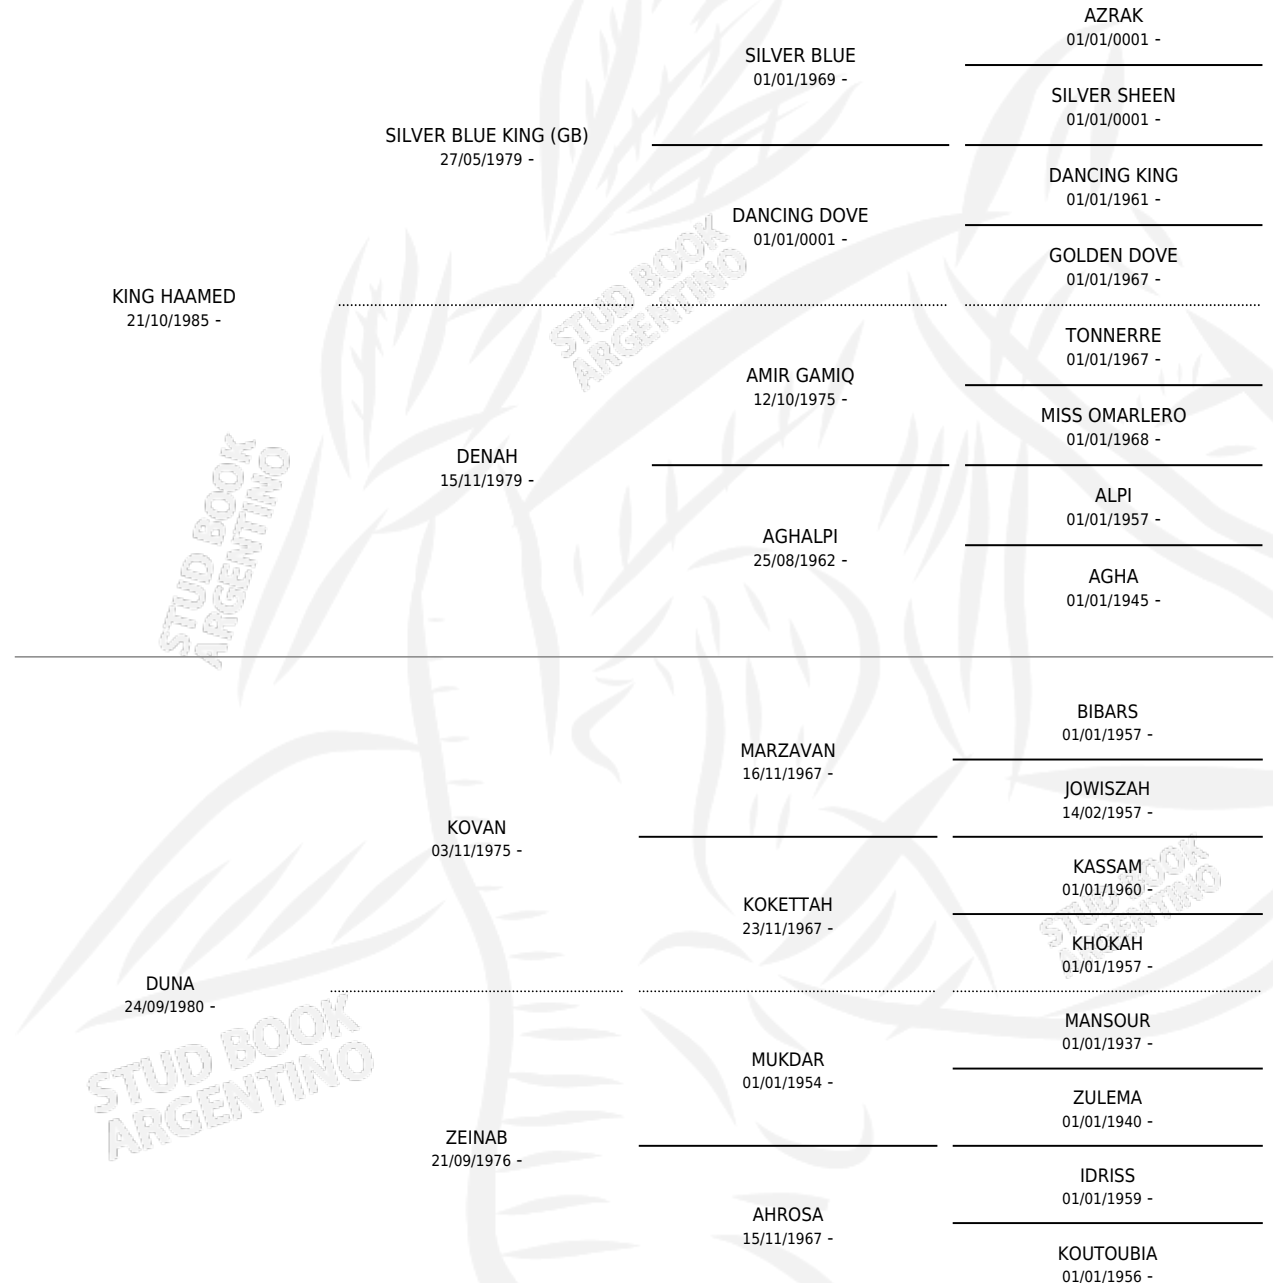 AZRAK
01/01/0001 -
SILVER BLUE
01/01/1969 -
SILVER SHEEN
01/01/0001 -
SILVER BLUE KING (GB)
27/05/1979 -
DANCING KING
01/01/1961 -
DANCING DOVE
01/01/0001 -
GOLDEN DOVE
01/01/1967 -
KING HAAMED
21/10/1985 -
TONNERRE
01/01/1967 -
AMIR GAMIQ
12/10/1975 -
MISS OMARLERO
01/01/1968 -
DENAH
15/11/1979 -
ALPI
01/01/1957 -
AGHALPI
25/08/1962 -
AGHA
01/01/1945 -
BIBARS
01/01/1957 -
MARZAVAN
16/11/1967 -
JOWISZAH
14/02/1957 -
KOVAN
03/11/1975 -
KASSAM
01/01/1960 -
KOKETTAH
23/11/1967 -
KHOKAH
01/01/1957 -
DUNA
24/09/1980 -
MANSOUR
01/01/1937 -
MUKDAR
01/01/1954 -
ZULEMA
01/01/1940 -
ZEINAB
21/09/1976 -
IDRISS
01/01/1959 -
AHROSA
15/11/1967 -
KOUTOUBIA
01/01/1956 -
STUD BOOK
ARGENTINO
STUD BOOK
ARGENTINO
STUD BOOK
ARGENTINO
STUD BOOK
ARGENTINO